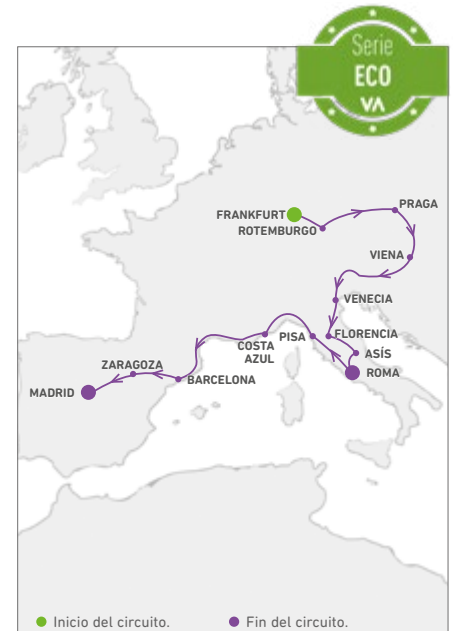 Serie
ECO
VA
PRAGA
FRANKFURT
ROTEMBURGO
VIENA
VENECIA
FLORENCIA
PISA
COSTA
AZUL
ASÍS
ZARAGOZA
ROMA
BARCELONA
MADRID
Inicio del circuito.
Fin del circuito.